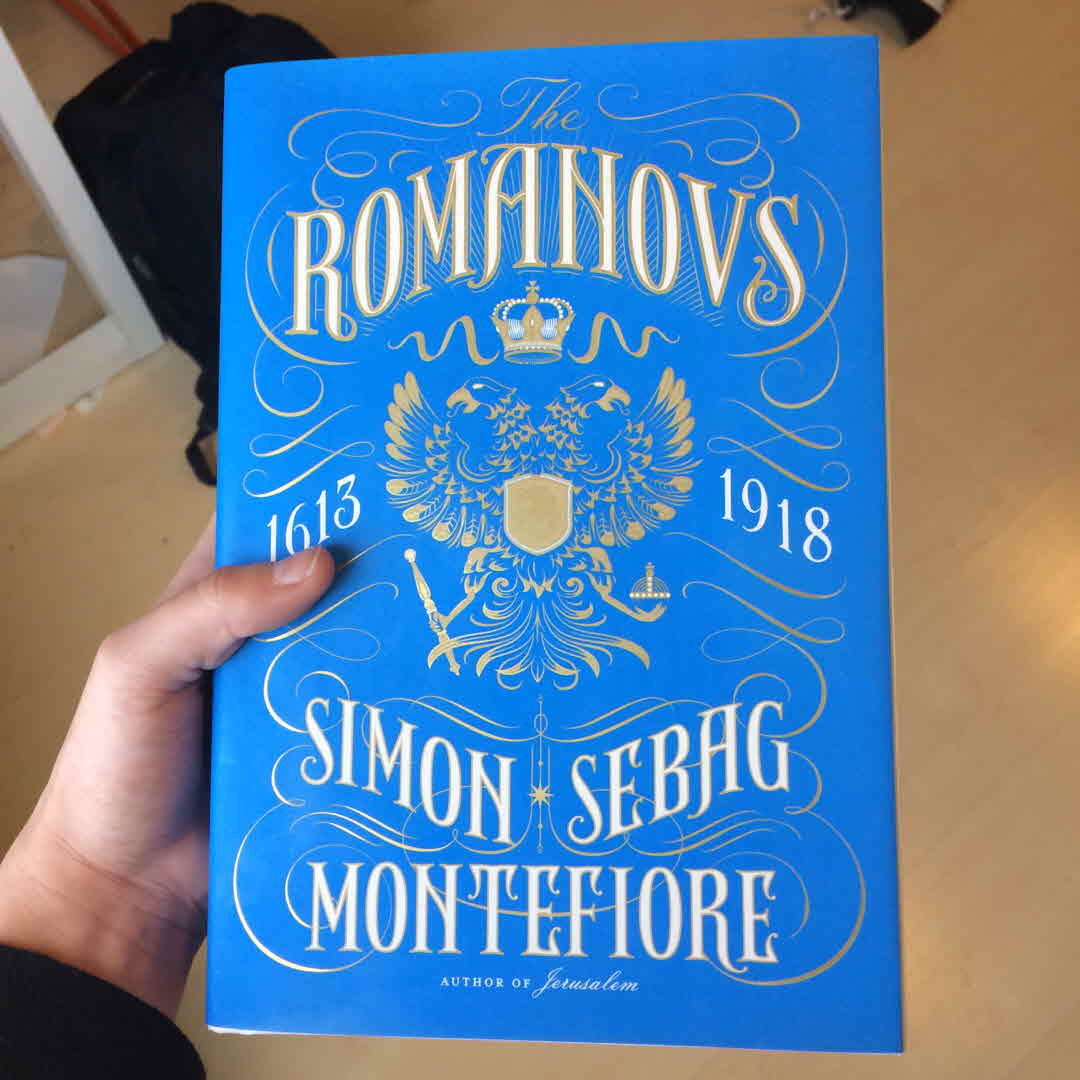 The
ROMANOVS
1613 1918
SIMON SEBAG
MONTEFIORE
AUTHOR OF Jerusalem